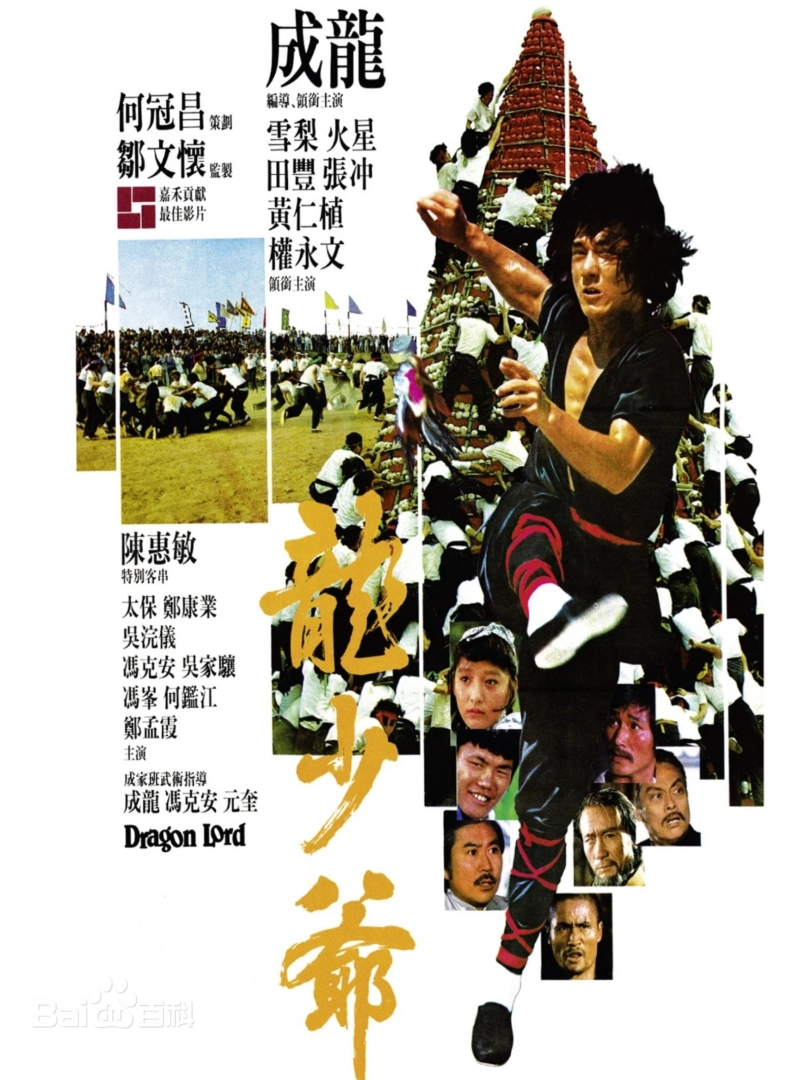 成龍
編導、領銜主演
雪梨 火星
田豐 張冲
黃仁植
權永文
領銜主演
何冠昌 策劃
鄒文懷 監製
嘉禾貢獻
最佳影片
陳惠敏
特別客串
太保 鄭康業
吳浣儀
馮克安 吳家驤
馮峯 何鑑江
鄭孟霞
主演
成家班武術指導
成龍 馮克安 元奎
Dragon Lord
龍少爺
Bai百科